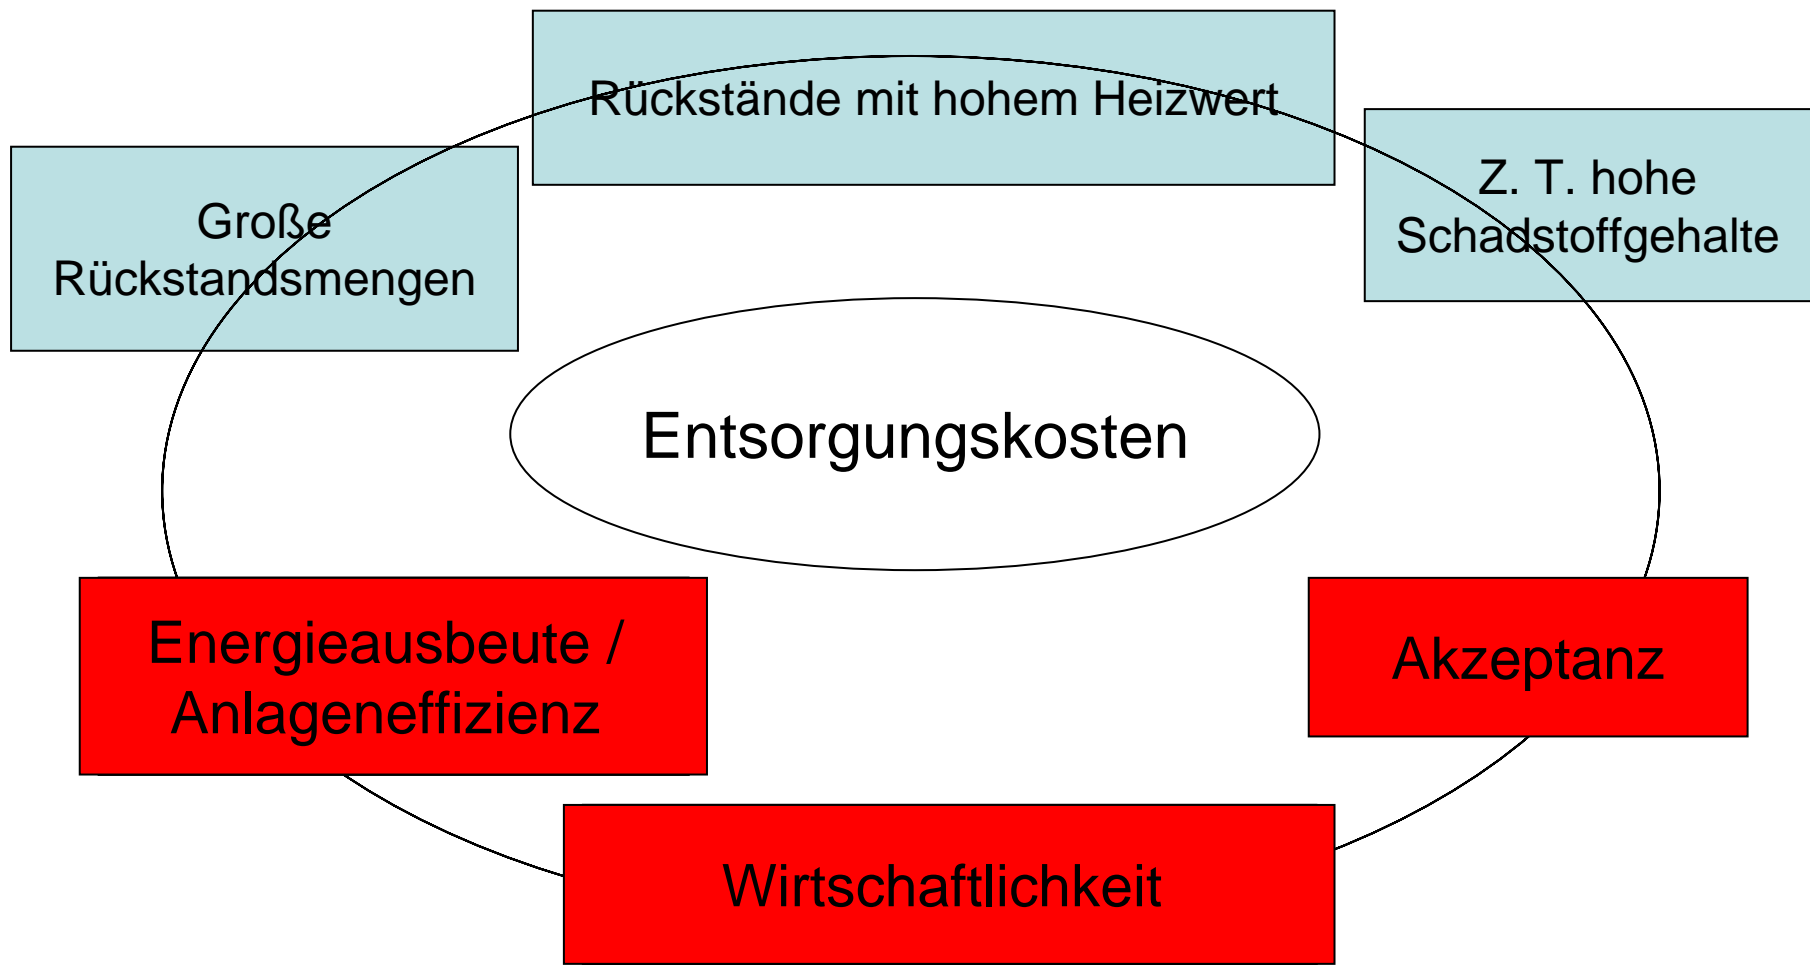 Rückstände mit hohem Heizwert
Z. T. hohe
Schadstoffgehalte
Große
Rückstandsmengen
Entsorgungskosten
Energieausbeute /
Anlageneffizienz
Akzeptanz
Wirtschaftlichkeit